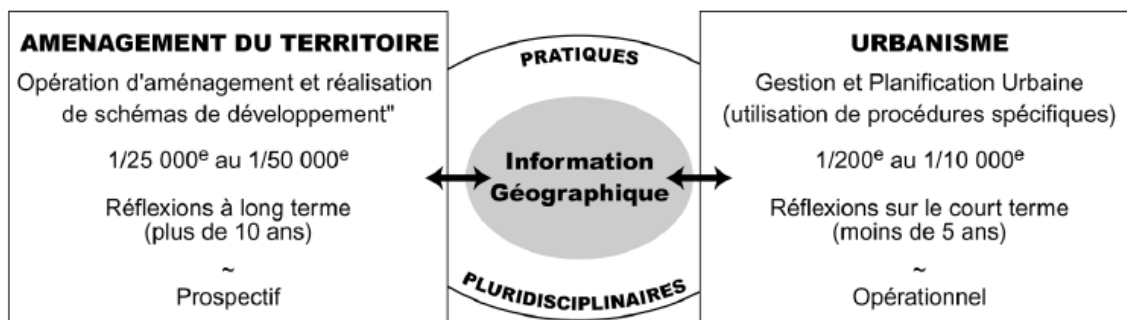 AMENAGEMENT DU TERRITOIRE
Opération d'aménagement et réalisation
de schémas de développement"
1/25 000e au 1/50 000e
Réflexions à long terme
(plus de 10 ans)
~
Prospectif
PRATIQUES
Information
Géographique
PLURIDISCIPLINAIRES
URBANISME
Gestion et Planification Urbaine
(utilisation de procédures spécifiques)
1/200e au 1/10 000e
Réflexions sur le court terme
(moins de 5 ans)
~
Opérationnel